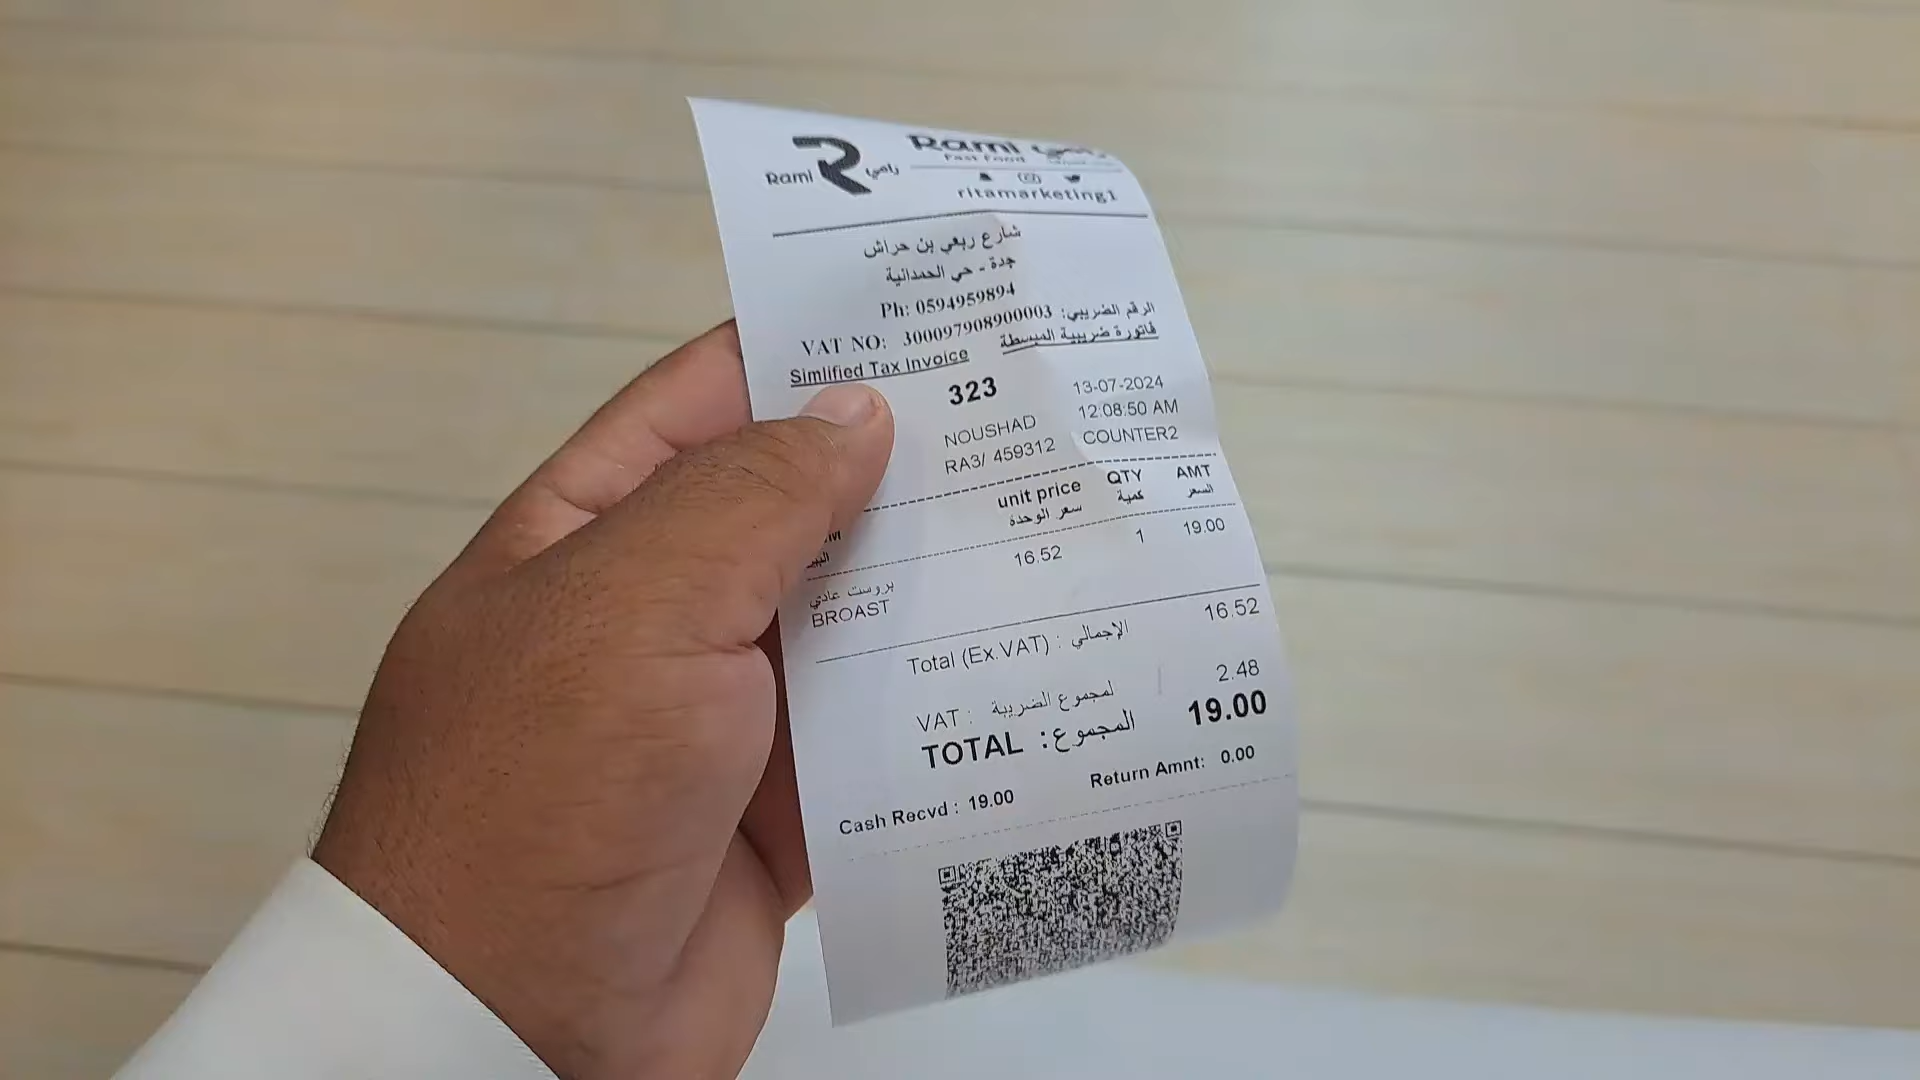 Rami R رامي
Rami
Fast Food
ritamarketing1
شارع ربعي بن حراش
جدة - حي الحمدانية
Ph: 0594959894
VAT NO: 300097908900003 الرقم الضريبي:
Simlified Tax Invoice فاتورة ضريبية المبسطة
323 13-07-2024
12:08:50 AM
NOUSHAD
RA3/ 459312 COUNTER2
unit price QTY AMT
سعر الوحدة كمية السعر
16.52 1 19.00
بروست عادي
BROAST
Total (Ex.VAT) : الإجمالي 16.52
VAT : لمجموع الضريبة 2.48
TOTAL المجموع: 19.00
Cash Recvd : 19.00 Return Amnt: 0.00